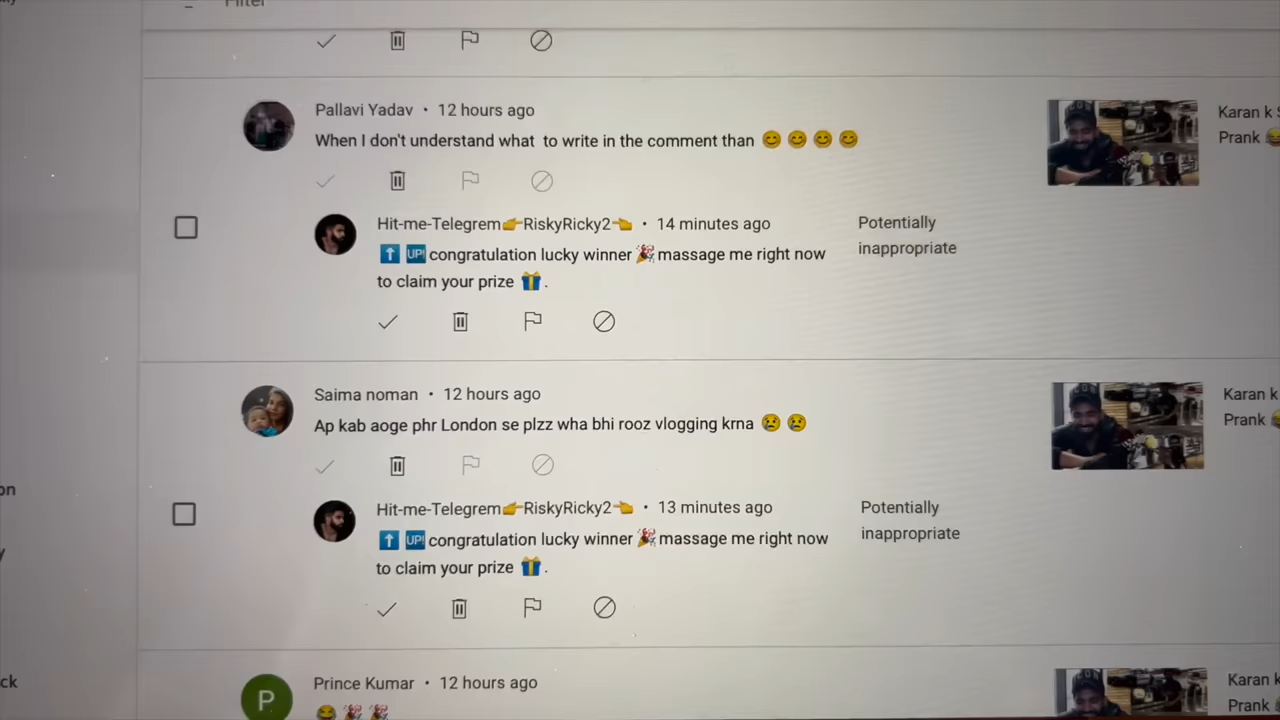 Filter
Pallavi Yadav • 12 hours ago
When I don't understand what to write in the comment than 😊 😊 😊 😊
Karan k S
Prank 😂
Hit-me-Telegrem👉RiskyRicky2👈 • 14 minutes ago
Potentially
inappropriate
⬆️ 🆙congratulation lucky winner 🎉massage me right now
to claim your prize 🎁.
Saima noman • 12 hours ago
Ap kab aoge phr London se plzz wha bhi rooz vlogging krna 😢 😢
Karan k
Prank
Hit-me-Telegrem👉RiskyRicky2👈 • 13 minutes ago
Potentially
inappropriate
⬆️ 🆙congratulation lucky winner 🎉massage me right now
to claim your prize 🎁.
on
ck
P
Prince Kumar • 12 hours ago
😂 🎉 🎉
Karan k
Prank